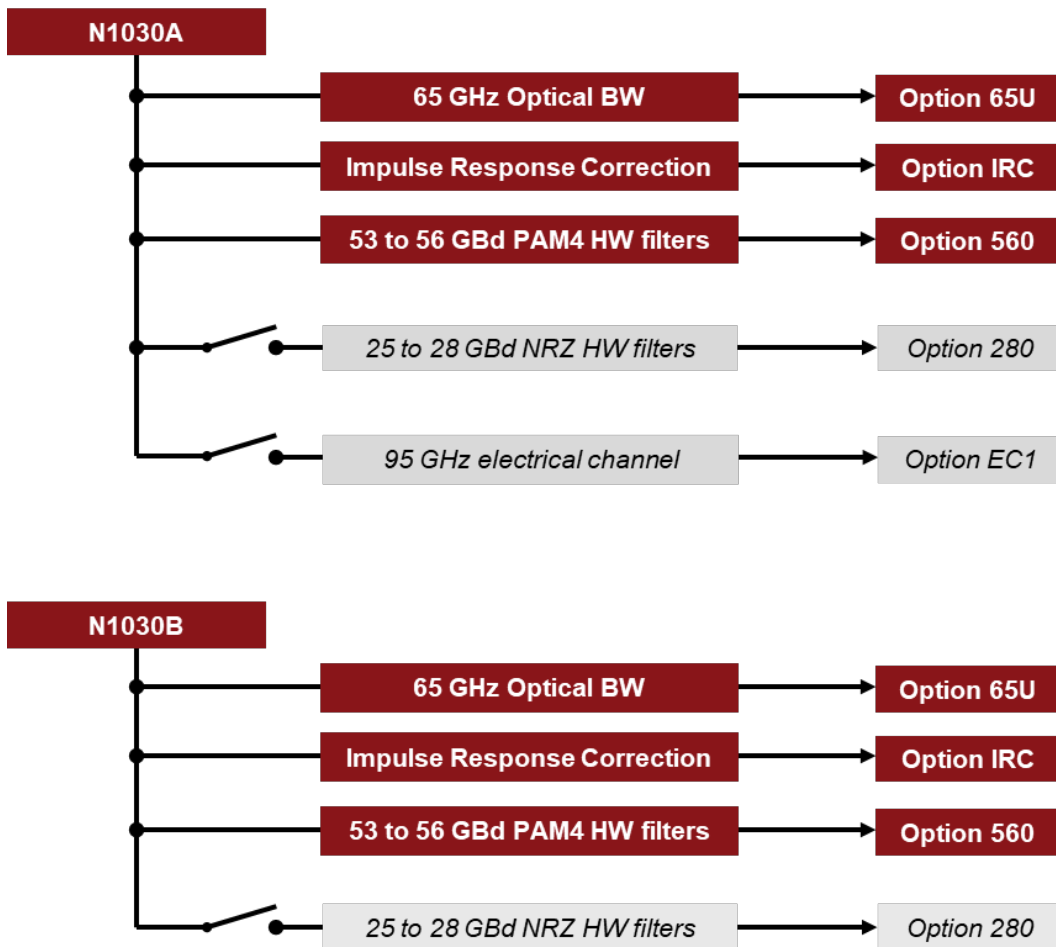 N1030A
65 GHz Optical BW
Option 65U
Impulse Response Correction
Option IRC
53 to 56 GBd PAM4 HW filters
Option 560
25 to 28 GBd NRZ HW filters
Option 280
95 GHz electrical channel
Option EC1
N1030B
65 GHz Optical BW
Option 65U
Impulse Response Correction
Option IRC
53 to 56 GBd PAM4 HW filters
Option 560
25 to 28 GBd NRZ HW filters
Option 280